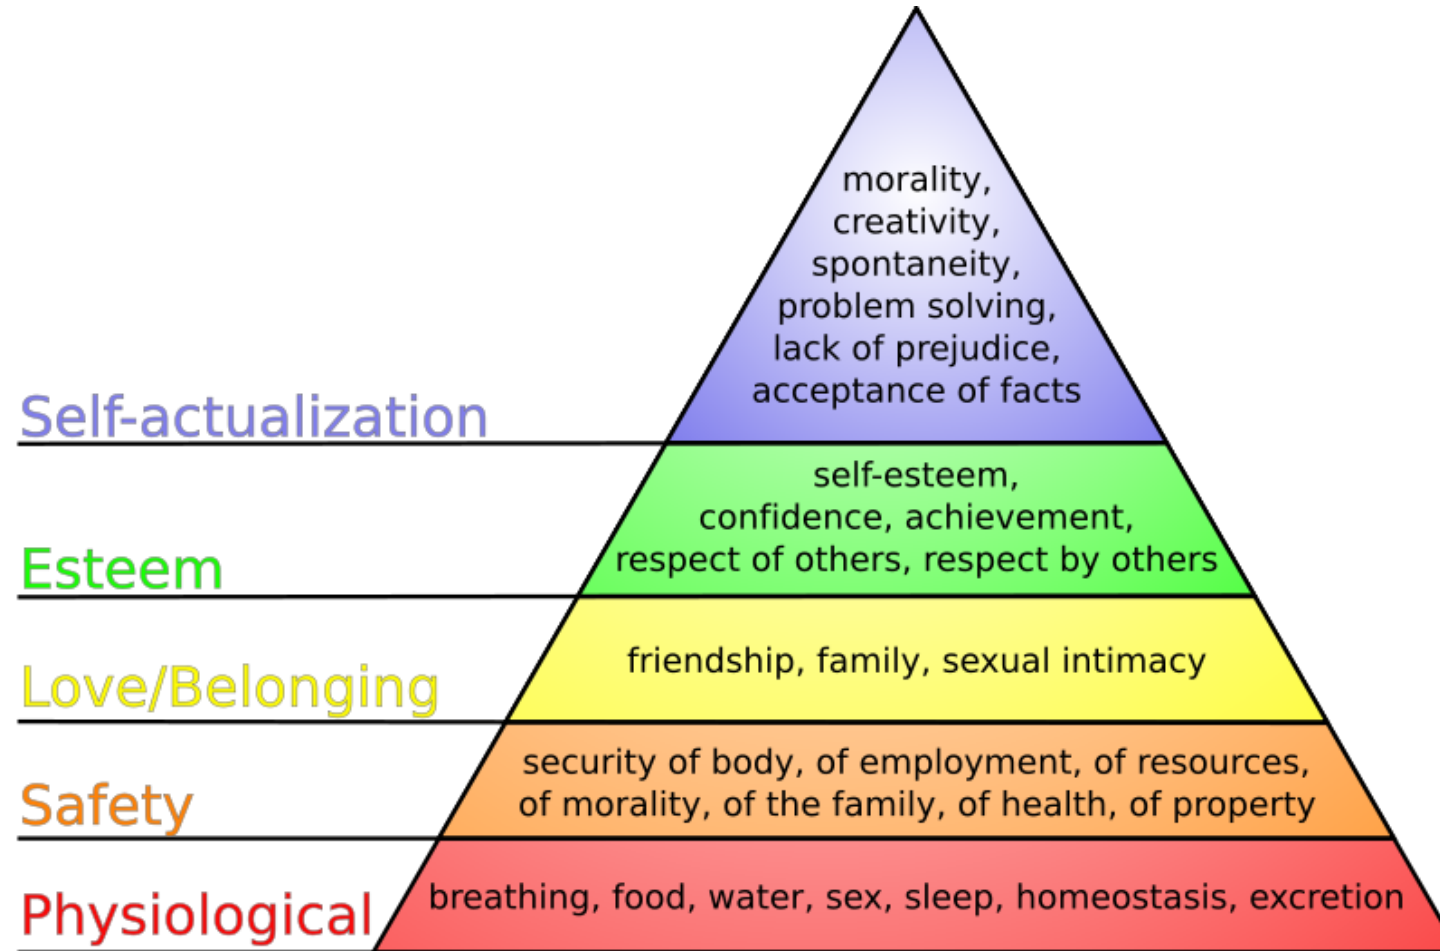 morality,
creativity,
spontaneity,
problem solving,
lack of prejudice,
acceptance of facts
Self-actualization
self-esteem,
confidence, achievement,
respect of others, respect by others
Esteem
friendship, family, sexual intimacy
Love/Belonging
security of body, of employment, of resources,
of morality, of the family, of health, of property
Safety
breathing, food, water, sex, sleep, homeostasis, excretion
Physiological